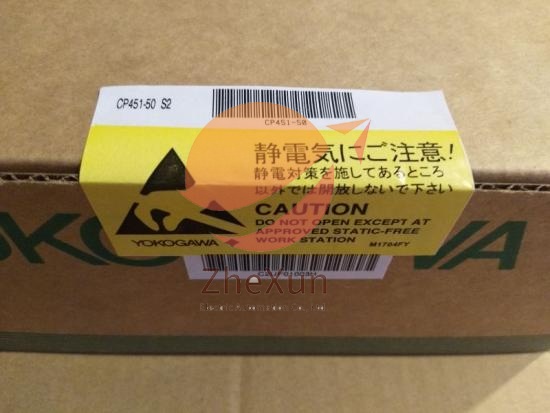 CP451-50 S2
CP451-50
静電気にご注意!
静電対策を施してあるところ
以外では開放しないで下さい
CAUTION
DO NOT OPEN EXCEPT AT
APPROVED STATIC-FREE
WORK STATION
YOKOGAWA
M1704FY
YOKOGAWA
ZheXun